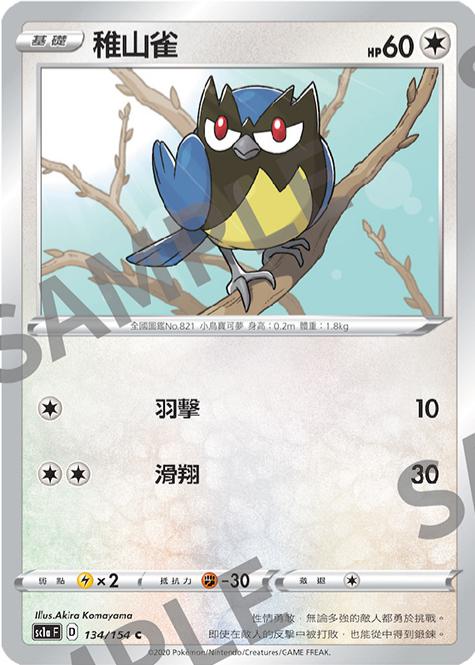 基礎 稚山雀 HP60
全國圖鑑No.821 小鳥寶可夢 身高：0.2m 體重：1.8kg
羽擊 10
滑翔 30
弱點 ×2 抵抗力 -30 撤退
Illus.Akira Komayama
sc1a F D 134/154 C
性情勇敢，無論多強的敵人都勇於挑戰。
即使在敵人的反擊中被打敗，也能從中得到鍛鍊。
©2020 Pokémon/Nintendo/Creatures/GAME FREAK.
SAMPLE